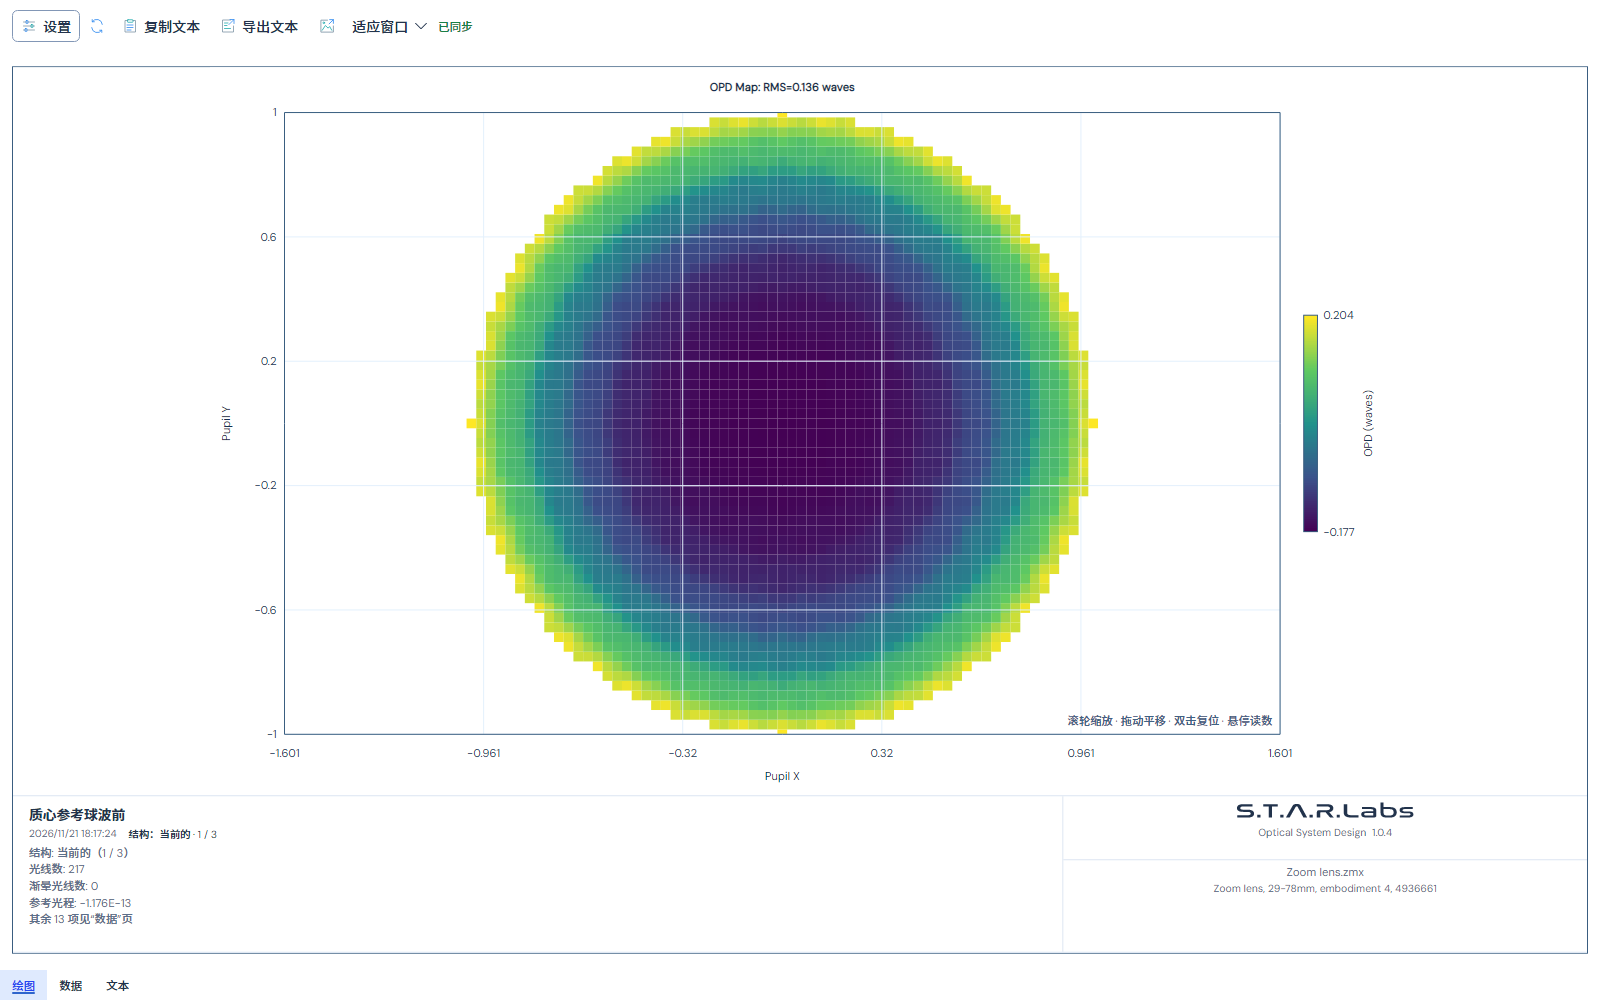 设置 复制文本 导出文本 适应窗口 已同步
OPD Map: RMS=0.136 waves
1
0.6
0.2
-0.2
-0.6
-1
Pupil Y
-1.601 -0.961 -0.32 0.32 0.961 1.601
Pupil X
滚轮缩放 · 拖动平移 · 双击复位 · 悬停读数
0.204
-0.177
OPD (waves)
质心参考球波前
2026/11/21 18:17:24 结构: 当前的 · 1 / 3
结构: 当前的（1 / 3）
光线数: 217
渐晕光线数: 0
参考光程: -1.176E-13
其余 13 项见“数据”页
S.T.A.R.Labs
Optical System Design 1.0.4
Zoom lens.zmx
Zoom lens, 29-78mm, embodiment 4, 4936661
绘图 数据 文本